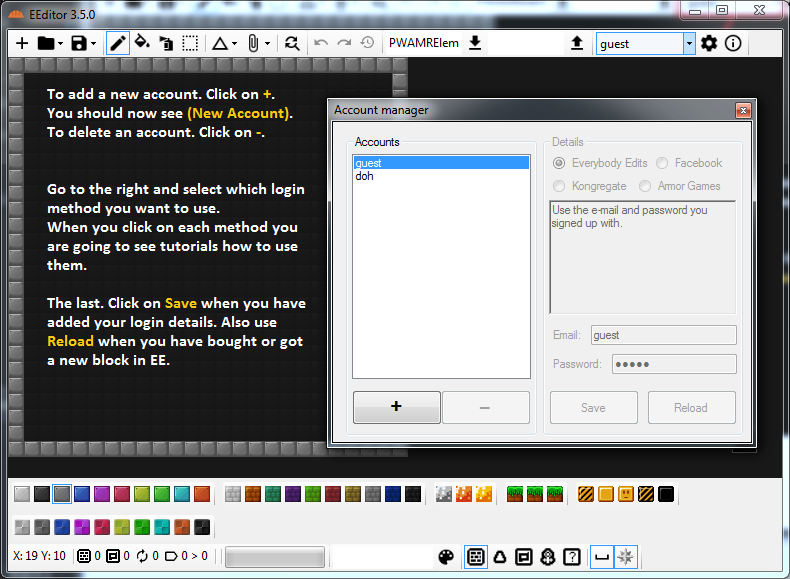 EEditor 3.5.0
PWAMRElem
guest
To add a new account. Click on +.
You should now see (New Account).
To delete an account. Click on -.
Go to the right and select which login
method you want to use.
When you click on each method you
are going to see tutorials how to use
them.
The last. Click on Save when you have
added your login details. Also use
Reload when you have bought or got
a new block in EE.
Account manager
Accounts
guest
doh
+
−
Details
Everybody Edits
Facebook
Kongregate
Armor Games
Use the e-mail and password you
signed up with.
Email: guest
Password: ●●●●●
Save
Reload
X: 19 Y: 10 0 0 0 0 > 0